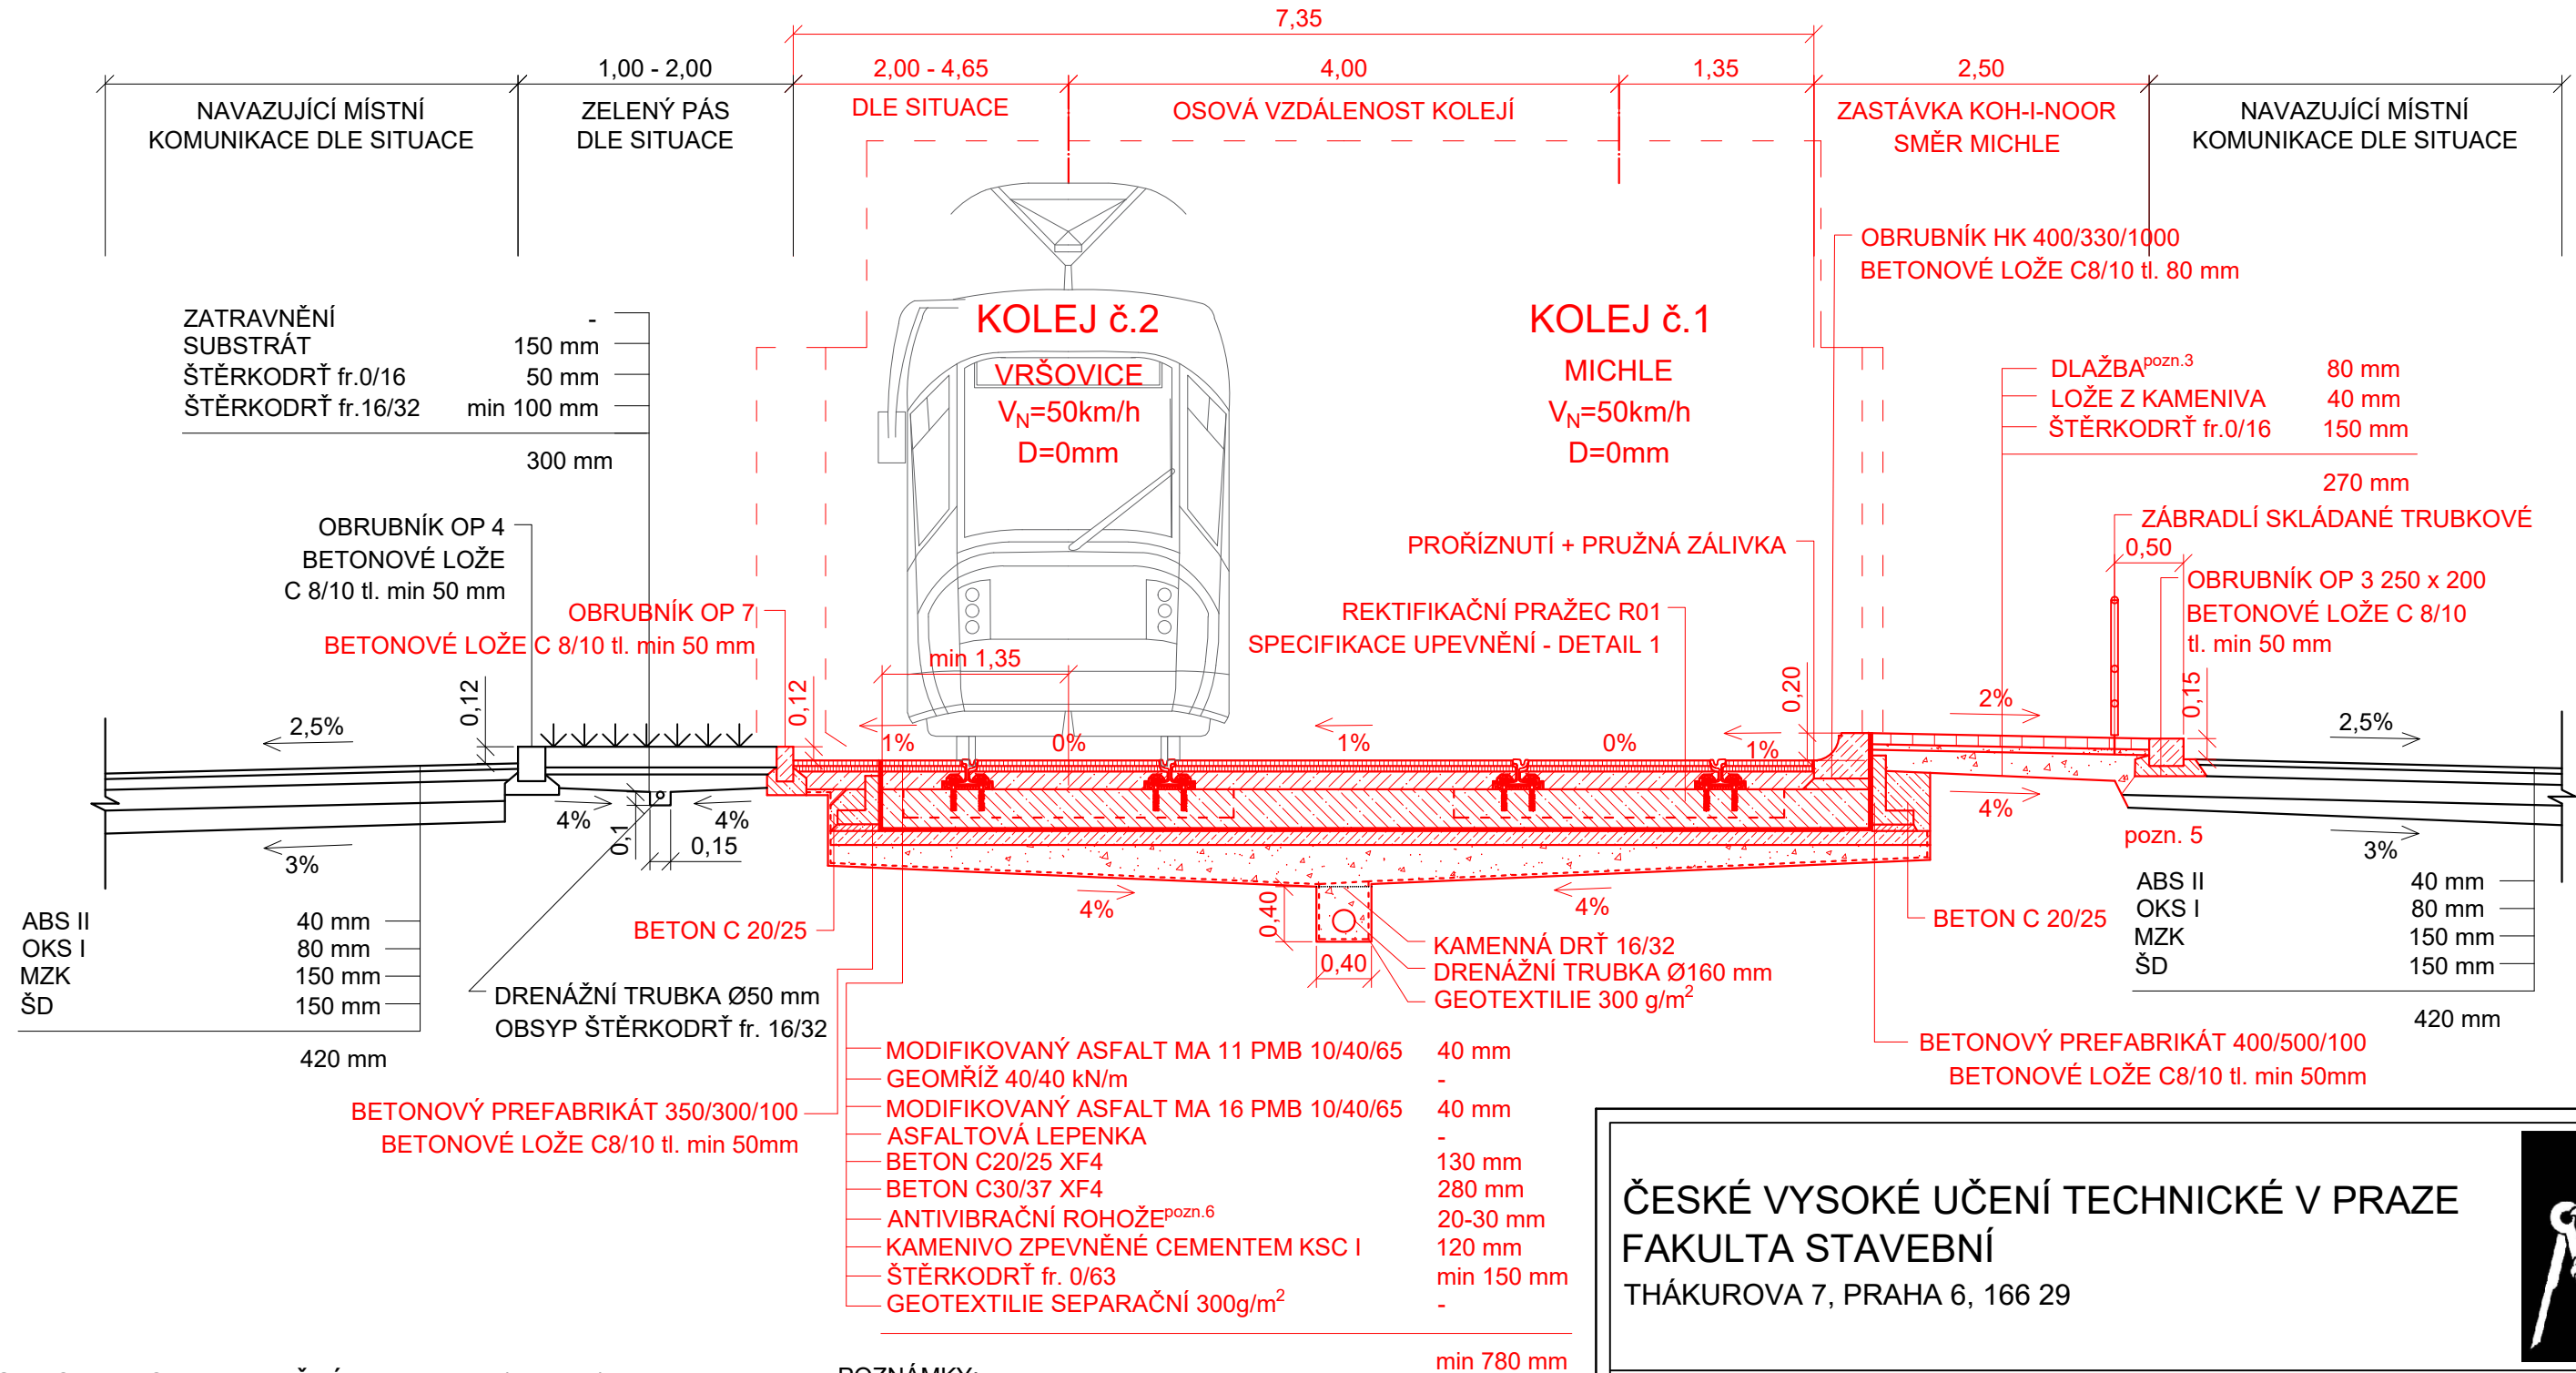 7,35
1,00 - 2,00
2,00 - 4,65
4,00
1,35
2,50
NAVAZUJÍCÍ MÍSTNÍ
KOMUNIKACE DLE SITUACE
ZELENÝ PÁS
DLE SITUACE
DLE SITUACE
OSOVÁ VZDÁLENOST KOLEJÍ
ZASTÁVKA KOH-I-NOOR
SMĚR MICHLE
NAVAZUJÍCÍ MÍSTNÍ
KOMUNIKACE DLE SITUACE
OBRUBNÍK HK 400/330/1000
BETONOVÉ LOŽE C8/10 tl. 80 mm
ZATRAVNĚNÍ -
SUBSTRÁT 150 mm
ŠTĚRKODRŤ fr.0/16 50 mm
ŠTĚRKODRŤ fr.16/32 min 100 mm
300 mm
KOLEJ č.2
VRŠOVICE
VN=50km/h
D=0mm
KOLEJ č.1
MICHLE
VN=50km/h
D=0mm
DLAŽBA pozn.3 80 mm
LOŽE Z KAMENIVA 40 mm
ŠTĚRKODRŤ fr.0/16 150 mm
270 mm
ZÁBRADLÍ SKLÁDANÉ TRUBKOVÉ
0,50
OBRUBNÍK OP 3 250 x 200
BETONOVÉ LOŽE C 8/10
tl. min 50 mm
OBRUBNÍK OP 4
BETONOVÉ LOŽE
C 8/10 tl. min 50 mm
OBRUBNÍK OP 7
BETONOVÉ LOŽE C 8/10 tl. min 50 mm
PROŘÍZNUTÍ + PRUŽNÁ ZÁLIVKA
REKTIFIKAČNÍ PRAŽEC R01
SPECIFIKACE UPEVNĚNÍ - DETAIL 1
min 1,35
0,12
0,12
0,20
0,15
2,5%
1%
0%
1%
0%
1%
2%
2,5%
3%
4%
4%
0,1
0,15
4%
4%
4%
3%
pozn. 5
0,40
0,40
ABS II 40 mm
OKS I 80 mm
MZK 150 mm
ŠD 150 mm
420 mm
DRENÁŽNÍ TRUBKA Ø50 mm
OBSYP ŠTĚRKODRŤ fr. 16/32
BETON C 20/25
KAMENNÁ DRŤ 16/32
DRENÁŽNÍ TRUBKA Ø160 mm
GEOTEXTILIE 300 g/m2
BETON C 20/25
ABS II 40 mm
OKS I 80 mm
MZK 150 mm
ŠD 150 mm
420 mm
BETONOVÝ PREFABRIKÁT 400/500/100
BETONOVÉ LOŽE C8/10 tl. min 50mm
BETONOVÝ PREFABRIKÁT 350/300/100
BETONOVÉ LOŽE C8/10 tl. min 50mm
MODIFIKOVANÝ ASFALT MA 11 PMB 10/40/65 40 mm
GEOMŘÍŽ 40/40 kN/m -
MODIFIKOVANÝ ASFALT MA 16 PMB 10/40/65 40 mm
ASFALTOVÁ LEPENKA -
BETON C20/25 XF4 130 mm
BETON C30/37 XF4 280 mm
ANTIVIBRAČNÍ ROHOŽE pozn.6 20-30 mm
KAMENIVO ZPEVNĚNÉ CEMENTEM KSC I 120 mm
ŠTĚRKODRŤ fr. 0/63 min 150 mm
GEOTEXTILIE SEPARAČNÍ 300g/m2 -
min 780 mm
ČESKÉ VYSOKÉ UČENÍ TECHNICKÉ V PRAZE
FAKULTA STAVEBNÍ
THÁKUROVA 7, PRAHA 6, 166 29
POZNÁMKY: